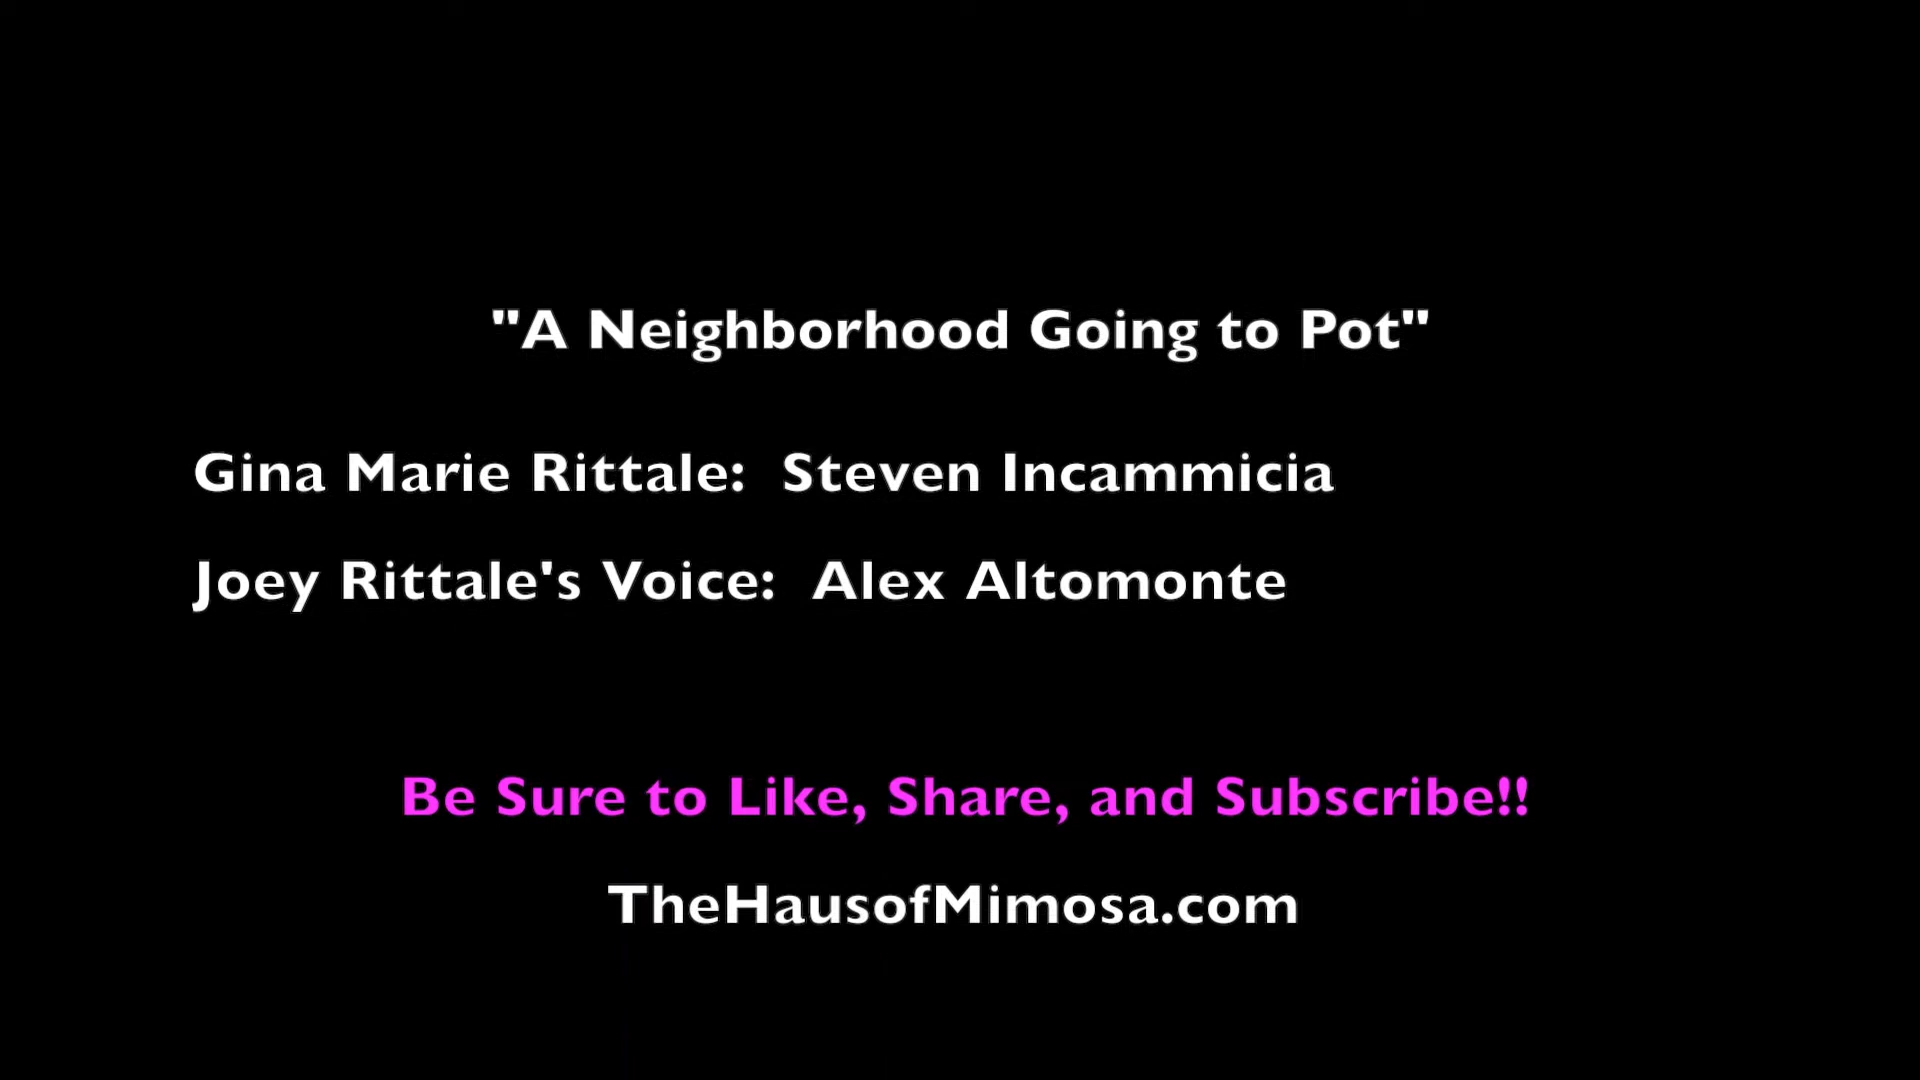 "A Neighborhood Going to Pot"
Gina Marie Rittale:  Steven Incammicia
Joey Rittale's Voice:  Alex Altomonte
Be Sure to Like, Share, and Subscribe!!
TheHausofMimosa.com